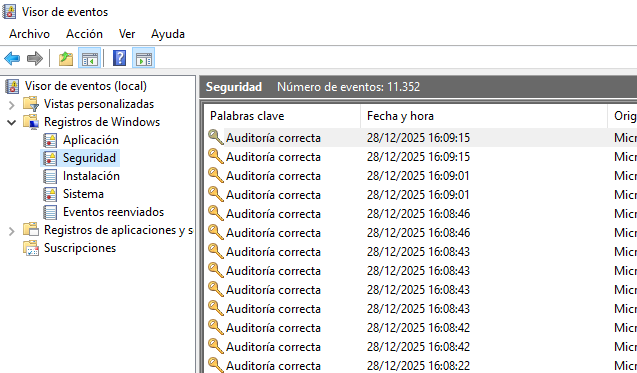 Visor de eventos
Archivo Acción Ver Ayuda
Visor de eventos (local)
Vistas personalizadas
Registros de Windows
Aplicación
Seguridad
Instalación
Sistema
Eventos reenviados
Registros de aplicaciones y s
Suscripciones
Seguridad Número de eventos: 11.352
Palabras clave Fecha y hora Orig
Auditoría correcta 28/12/2025 16:09:15 Micr
Auditoría correcta 28/12/2025 16:09:15 Micr
Auditoría correcta 28/12/2025 16:09:01 Micr
Auditoría correcta 28/12/2025 16:09:01 Micr
Auditoría correcta 28/12/2025 16:08:46 Micr
Auditoría correcta 28/12/2025 16:08:46 Micr
Auditoría correcta 28/12/2025 16:08:43 Micr
Auditoría correcta 28/12/2025 16:08:43 Micr
Auditoría correcta 28/12/2025 16:08:43 Micr
Auditoría correcta 28/12/2025 16:08:43 Micr
Auditoría correcta 28/12/2025 16:08:42 Micr
Auditoría correcta 28/12/2025 16:08:42 Micr
Auditoría correcta 28/12/2025 16:08:22 Micr